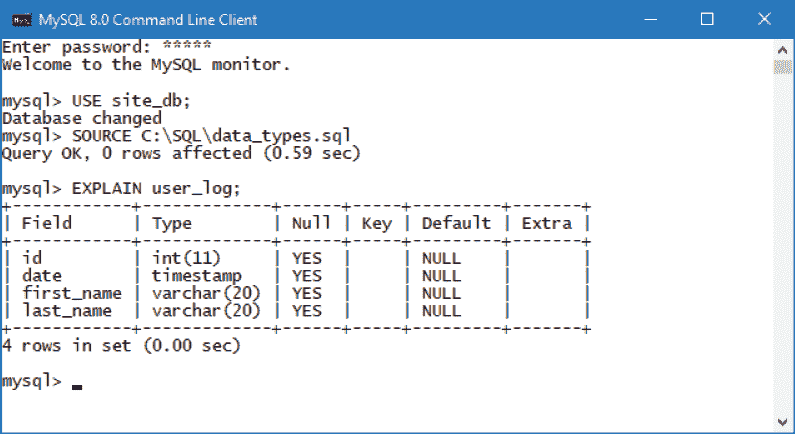 MySQL 8.0 Command Line Client
Enter password: *****
Welcome to the MySQL monitor.
mysql> USE site_db;
Database changed
mysql> SOURCE C:\SQL\data_types.sql
Query OK, 0 rows affected (0.59 sec)
mysql> EXPLAIN user_log;
+------------+-------------+------+-----+---------+-------+
| Field      | Type        | Null | Key | Default | Extra |
+------------+-------------+------+-----+---------+-------+
| id         | int(11)     | YES  |     | NULL    |       |
| date       | timestamp   | YES  |     | NULL    |       |
| first_name | varchar(20) | YES  |     | NULL    |       |
| last_name  | varchar(20) | YES  |     | NULL    |       |
+------------+-------------+------+-----+---------+-------+
4 rows in set (0.00 sec)
mysql> _